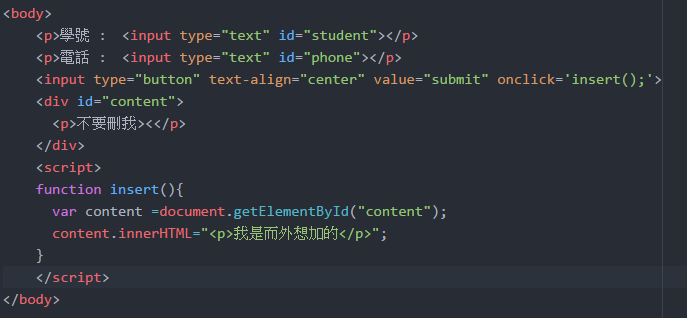 <body>
<p>學號 : <input type="text" id="student"></p>
<p>電話 : <input type="text" id="phone"></p>
<input type="button" text-align="center" value="submit" onclick='insert();'>
<div id="content">
<p>不要刪我><</p>
</div>
<script>
function insert(){
var content =document.getElementById("content");
content.innerHTML="<p>我是而外想加的</p>";
}
</script>
</body>